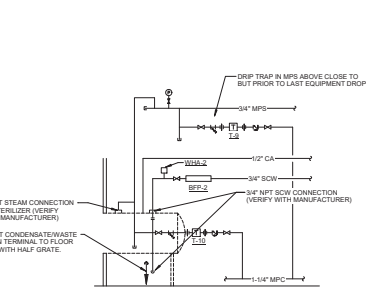 DRIP TRAP IN MPS ABOVE CLOSE TO
BUT PRIOR TO LAST EQUIPMENT DROP
3/4" MPS
T-9
1/2" CA
WHA-2
3/4" SCW
BFP-2
3/4" NPT SCW CONNECTION
(VERIFY WITH MANUFACTURER)
T STEAM CONNECTION
ERILIZER (VERIFY
MANUFACTURER)
T CONDENSATE/WASTE
N TERMINAL TO FLOOR
WITH HALF GRATE.
T-10
1-1/4" MPC